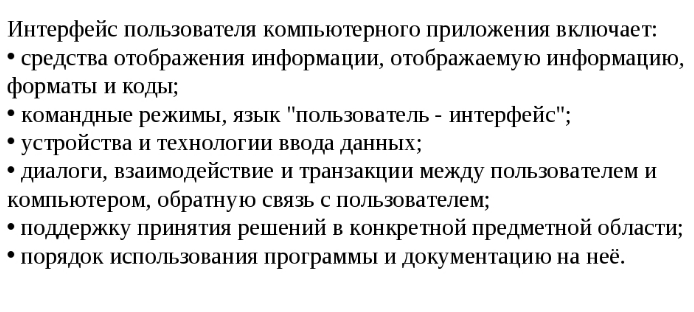 Интерфейс пользователя компьютерного приложения включает:
• средства отображения информации, отображаемую информацию,
форматы и коды;
• командные режимы, язык "пользователь - интерфейс";
• устройства и технологии ввода данных;
• диалоги, взаимодействие и транзакции между пользователем и
компьютером, обратную связь с пользователем;
• поддержку принятия решений в конкретной предметной области;
• порядок использования программы и документацию на неё.